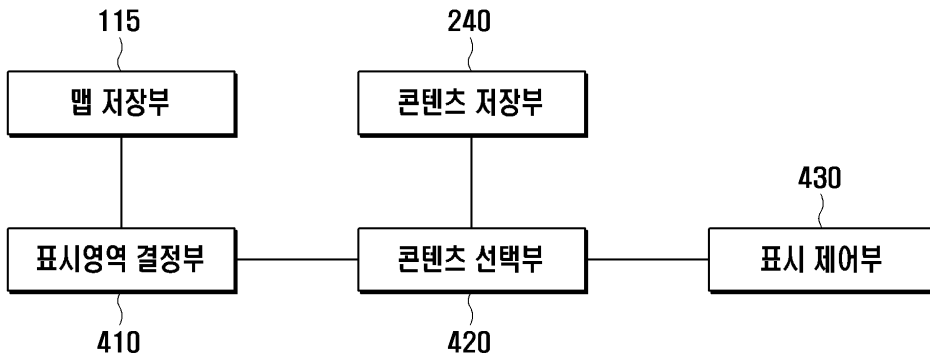 115
240
맵 저장부
콘텐츠 저장부
430
표시영역 결정부
콘텐츠 선택부
표시 제어부
410
420